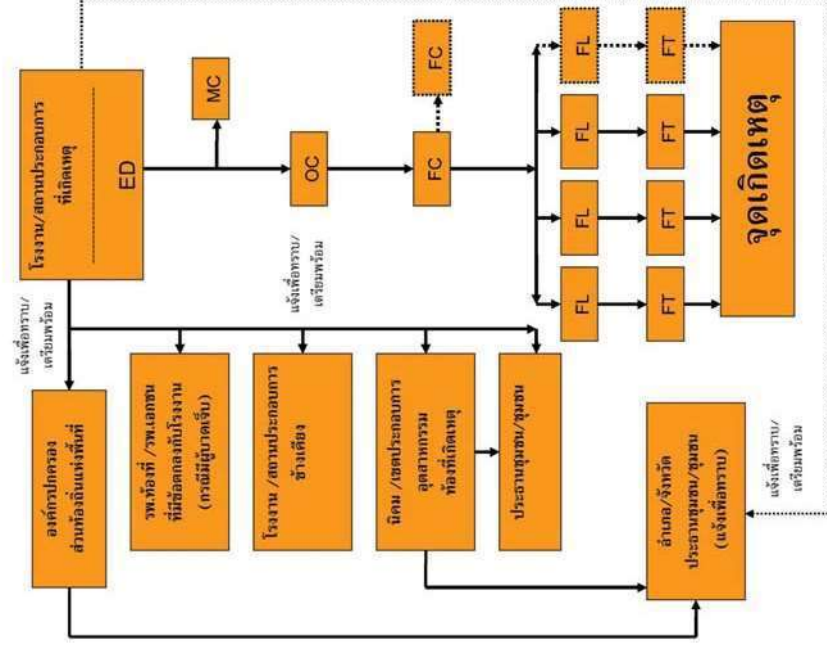 โรงงาน/สถานประกอบการ
ที่เกิดเหตุ
ED
MC
OC
FC
FC
FL
FL
FL
FL
FT
FT
FT
FT
จุดเกิดเหตุ
แจ้งเพื่อทราบ/
เตรียมพร้อม
แจ้งเพื่อทราบ/
เตรียมพร้อม
องค์การปกครอง
ส่วนท้องถิ่นแห่งพื้นที่
รพ.ท้องที่ /รพ.เอกชน
ที่มีข้อตกลงกับโรงงาน
(กรณีมีผู้บาดเจ็บ)
โรงงาน /สถานประกอบการ
ข้างเคียง
นิคม /เขตประกอบการ
อุตสาหกรรม
ท้องที่เกิดเหตุ
ประธานชุมชน/ชุมชน
อำเภอ/จังหวัด
ประธานชุมชน/ชุมชน
(แจ้งเพื่อทราบ)
แจ้งเพื่อทราบ/
เตรียมพร้อม